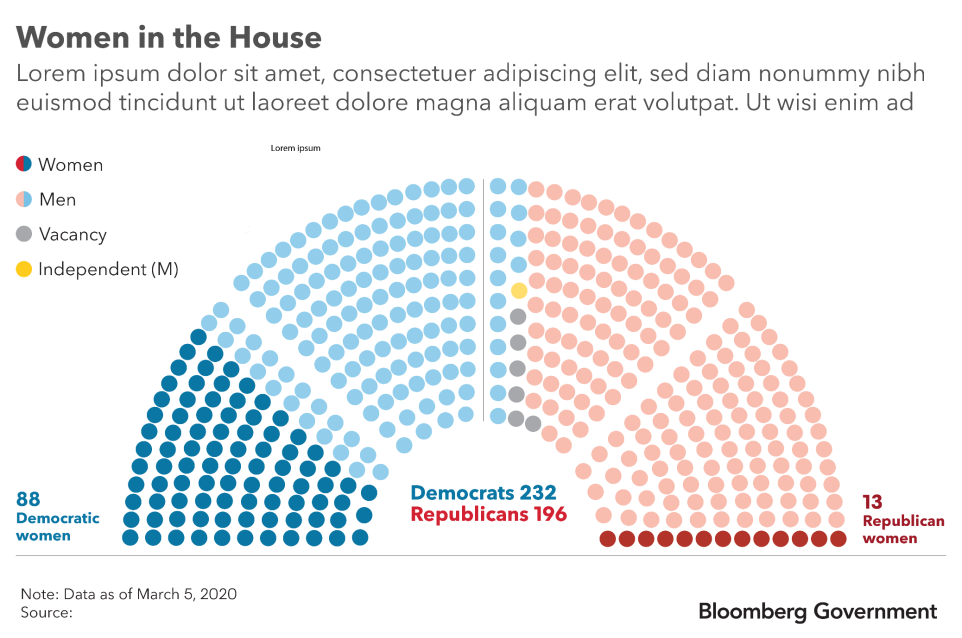 Women in the House
Lorem ipsum dolor sit amet, consectetuer adipiscing elit, sed diam nonummy nibh
euismod tincidunt ut laoreet dolore magna aliquam erat volutpat. Ut wisi enim ad
Lorem ipsum
Women
Men
Vacancy
Independent (M)
88
Democratic
women
Democrats 232
Republicans 196
13
Republican
women
Note: Data as of March 5, 2020
Source:
Bloomberg Government